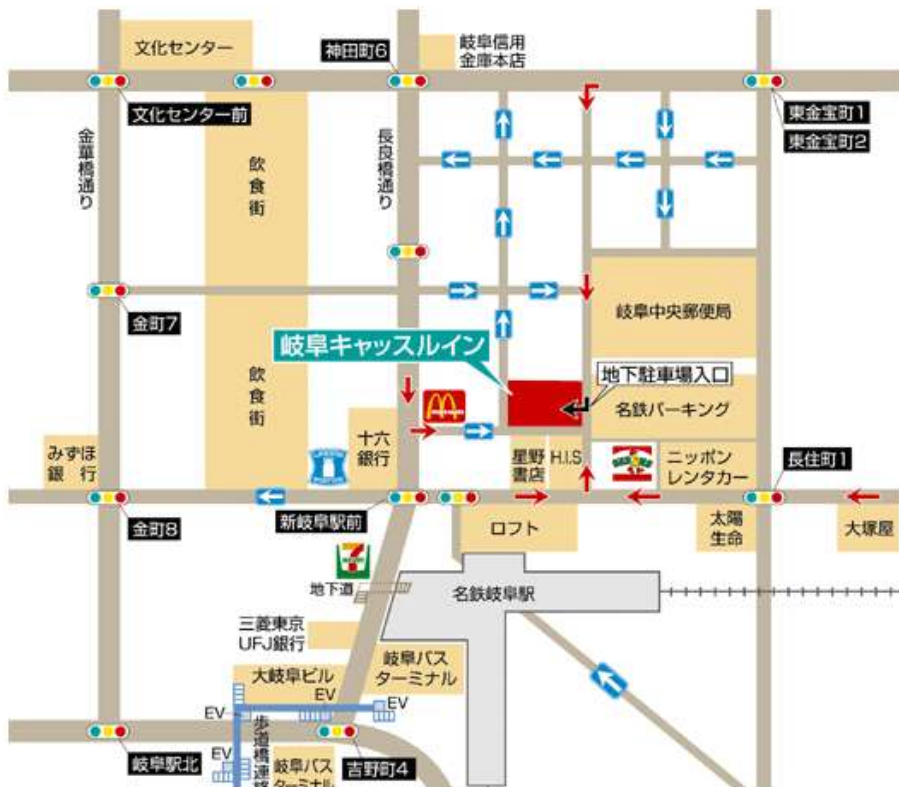 文化センター
神田町6
岐阜信用
金庫本店
文化センター前
東金宝町1
東金宝町2
金華橋通り
長良橋通り
飲食街
金町7
岐阜中央郵便局
岐阜キャッスルイン
地下駐車場入口
名鉄パーキング
飲食街
十六
銀行
みずほ
銀行
星野
書店
H.I.S
ニッポン
レンタカー
長住町1
金町8
新岐阜駅前
ロフト
太陽
生命
大塚屋
地下道
名鉄岐阜駅
三菱東京
UFJ銀行
岐阜バス
ターミナル
大岐阜ビル
EV
EV
EV
EV
岐阜駅北
歩道橋連絡
岐阜バス
ターミナル
吉野町4